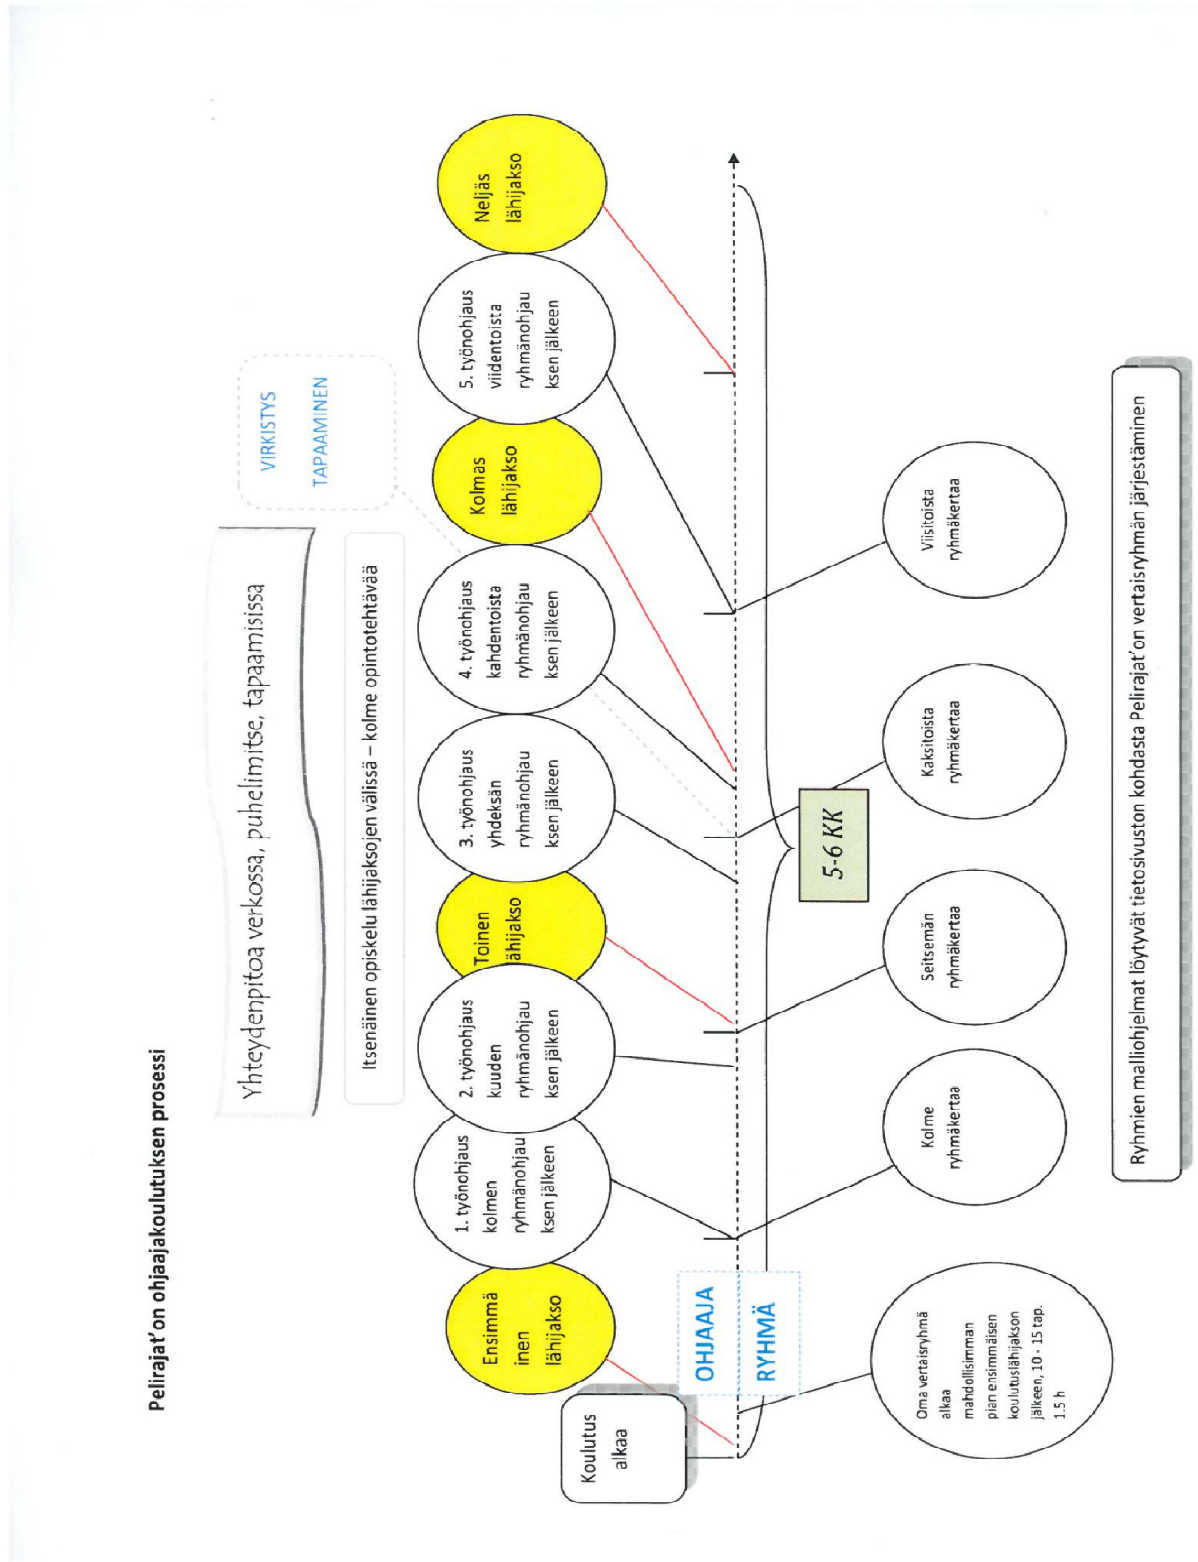 Pelirajat'on ohjaajakoulutuksen prosessi
Yhteydenpitoa verkossa, puhelimitse, tapaamisissa
VIRKISTYS
TAPAAMINEN
Itsenäinen opiskelu lähijaksojen välissä – kolme opintotehtävää
Koulutus
alkaa
Ensimmä
inen
lähijakso
1. työnohjaus
kolmen
ryhmänohjau
ksen jälkeen
2. työnohjaus
kuuden
ryhmänohjau
ksen jälkeen
Toinen
ähijakso
3. työnohjaus
yhdeksän
ryhmänohjau
ksen jälkeen
4. työnohjaus
kahdentoista
ryhmänohjau
ksen jälkeen
Kolmas
lähijakso
5. työnohjaus
viidentoista
ryhmänohjau
ksen jälkeen
Neljäs
lähijakso
OHJAAJA
RYHMÄ
5-6 KK
Oma vertaisryhmä
alkaa
mahdollisimman
pian ensimmäisen
koulutuslähijakson
jälkeen, 10 - 15 tap.
1.5 h
Kolme
ryhmäkertaa
Seitsemän
ryhmäkertaa
Kaksitoista
ryhmäkertaa
Viisitoista
ryhmäkertaa
Ryhmien malliohjelmat löytyvät tietosivuston kohdasta Pelirajat'on vertaisryhmän järjestäminen